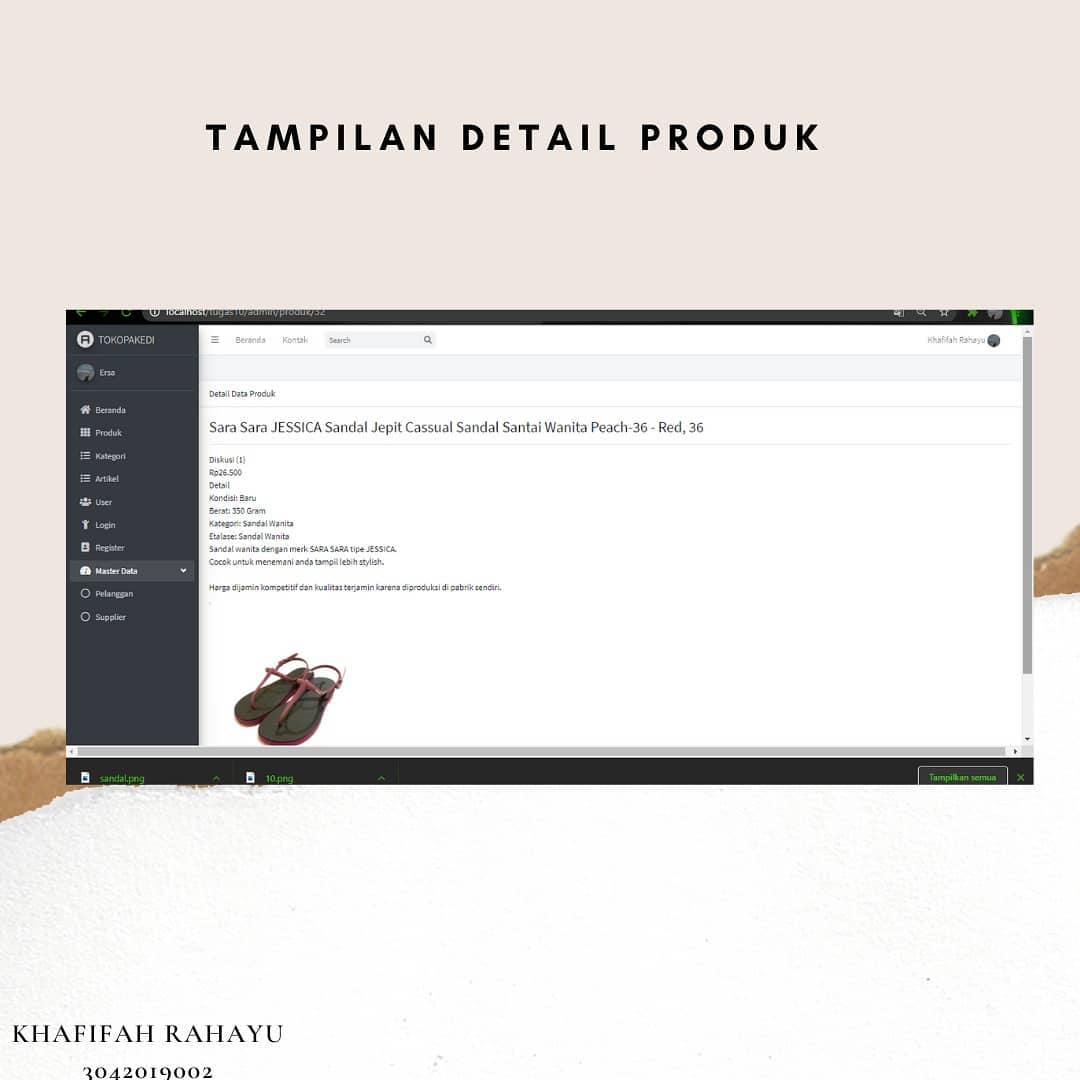 TAMPILAN DETAIL PRODUK
localhost/tugas10/admin/produk/32
TOKOPAKEDI
Beranda
Kontak
Search
Khafifah Rahayu
Ersa
Beranda
Produk
Kategori
Artikel
User
Login
Register
Master Data
Pelanggan
Supplier
Detail Data Produk
Sara Sara JESSICA Sandal Jepit Cassual Sandal Santai Wanita Peach-36 - Red, 36
Diskusi (1)
Rp26.500
Detail
Kondisi: Baru
Berat: 350 Gram
Kategori: Sandal Wanita
Etalase: Sandal Wanita
Sandal wanita dengan merk SARA SARA tipe JESSICA.
Cocok untuk menemani anda tampil lebih stylish.
Harga dijamin kompetitif dan kualitas terjamin karena diproduksi di pabrik sendiri.
.
sandal.png
10.png
Tampilkan semua
KHAFIFAH RAHAYU
3042019002